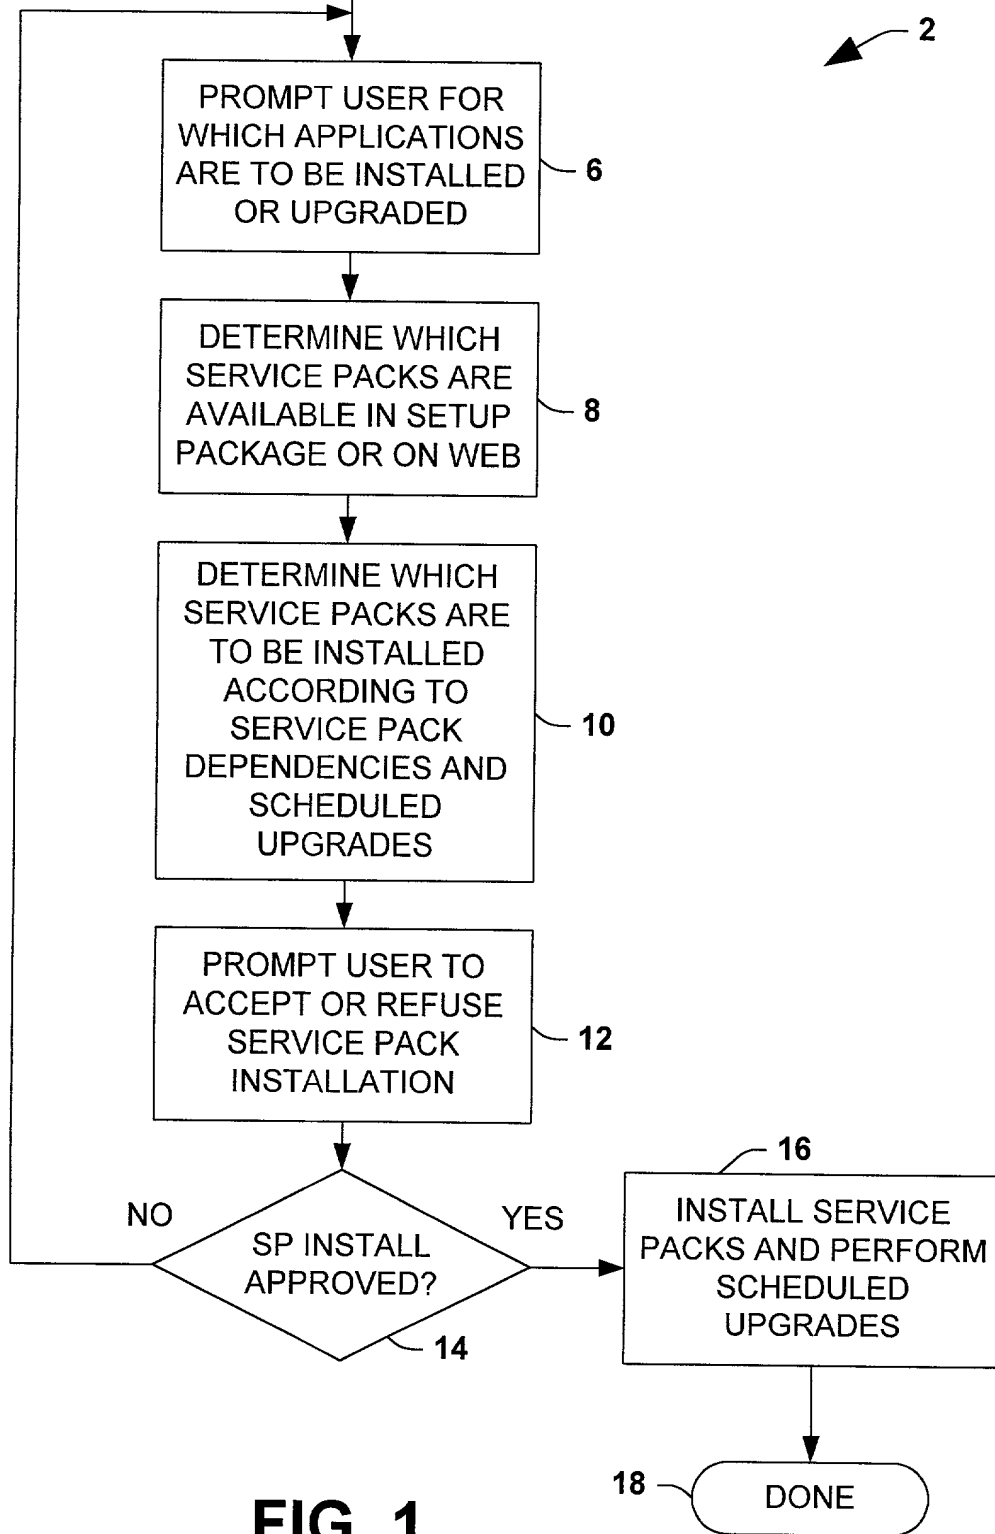 2
PROMPT USER FOR
WHICH APPLICATIONS
ARE TO BE INSTALLED
OR UPGRADED
6
DETERMINE WHICH
SERVICE PACKS ARE
AVAILABLE IN SETUP
PACKAGE OR ON WEB
8
DETERMINE WHICH
SERVICE PACKS ARE
TO BE INSTALLED
ACCORDING TO
SERVICE PACK
DEPENDENCIES AND
SCHEDULED
UPGRADES
10
PROMPT USER TO
ACCEPT OR REFUSE
SERVICE PACK
INSTALLATION
12
NO
SP INSTALL
APPROVED?
14
YES
16
INSTALL SERVICE
PACKS AND PERFORM
SCHEDULED
UPGRADES
18
DONE
FIG. 1